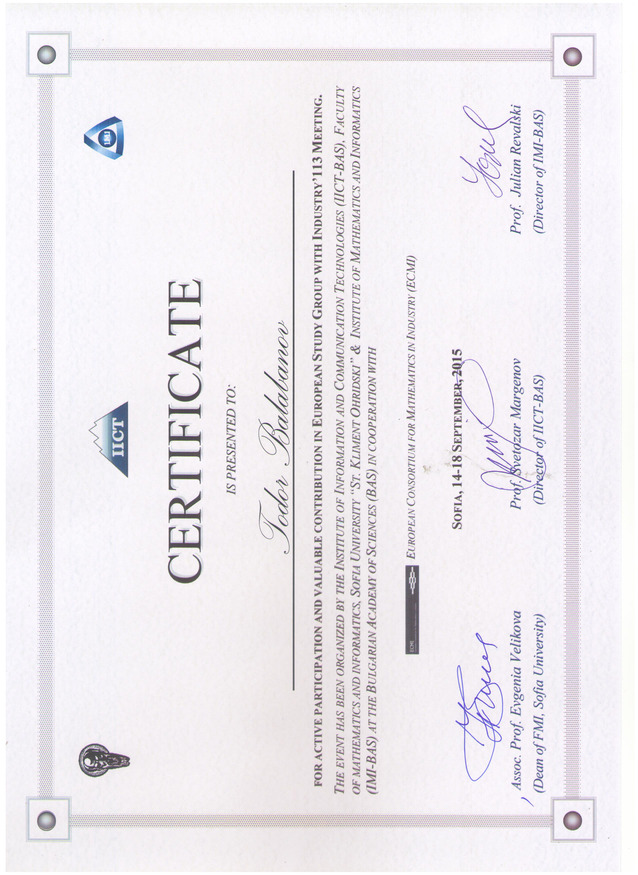 IICT
IMI
CERTIFICATE
IS PRESENTED TO:
Todor Balabanov
FOR ACTIVE PARTICIPATION AND VALUABLE CONTRIBUTION IN EUROPEAN STUDY GROUP WITH INDUSTRY'113 MEETING.
THE EVENT HAS BEEN ORGANIZED BY THE INSTITUTE OF INFORMATION AND COMMUNICATION TECHNOLOGIES (IICT-BAS), FACULTY
OF MATHEMATICS AND INFORMATICS, SOFIA UNIVERSITY "ST. KLIMENT OHRIDSKI" & INSTITUTE OF MATHEMATICS AND INFORMATICS
(IMI-BAS) AT THE BULGARIAN ACADEMY OF SCIENCES (BAS) IN COOPERATION WITH
EUROPEAN CONSORTIUM FOR MATHEMATICS IN INDUSTRY (ECMI)
SOFIA, 14-18 SEPTEMBER, 2015
Assoc. Prof. Evgenia Velikova
(Dean of FMI, Sofia University)
Prof. Svetozar Margenov
(Director of IICT-BAS)
Prof. Julian Revalski
(Director of IMI-BAS)